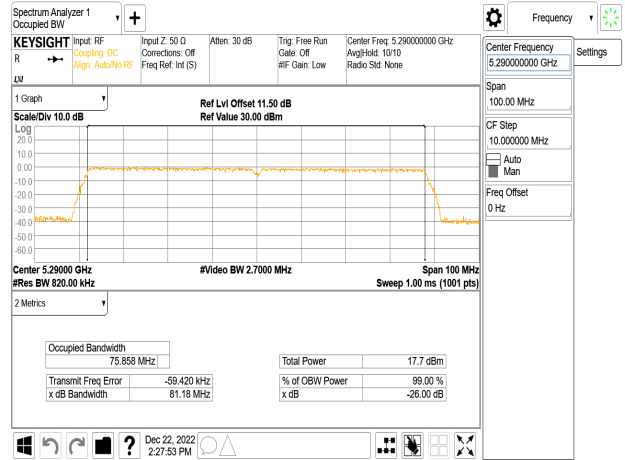 Spectrum Analyzer 1
Occupied BW
Frequency
KEYSIGHT
R
LXI
Input: RF
Coupling: DC
Align: Auto/No RF
Input Z: 50 Ω
Corrections: Off
Freq Ref: Int (S)
Atten: 30 dB
Trig: Free Run
Gate: Off
#IF Gain: Low
Center Freq: 5.290000000 GHz
Avg|Hold: 10/10
Radio Std: None
Center Frequency
5.290000000 GHz
Settings
Span
100.00 MHz
CF Step
10.000000 MHz
Auto
Man
Freq Offset
0 Hz
1 Graph
Scale/Div 10.0 dB
Ref Lvl Offset 11.50 dB
Ref Value 30.00 dBm
Log
20.0
10.0
0.00
-10.0
-20.0
-30.0
-40.0
-50.0
-60.0
Center 5.29000 GHz
#Video BW 2.7000 MHz
Span 100 MHz
#Res BW 820.00 kHz
Sweep 1.00 ms (1001 pts)
2 Metrics
Occupied Bandwidth
75.858 MHz
Total Power 17.7 dBm
Transmit Freq Error -59.420 kHz
% of OBW Power 99.00 %
x dB Bandwidth 81.18 MHz
x dB -26.00 dB
?
Dec 22, 2022
2:27:53 PM